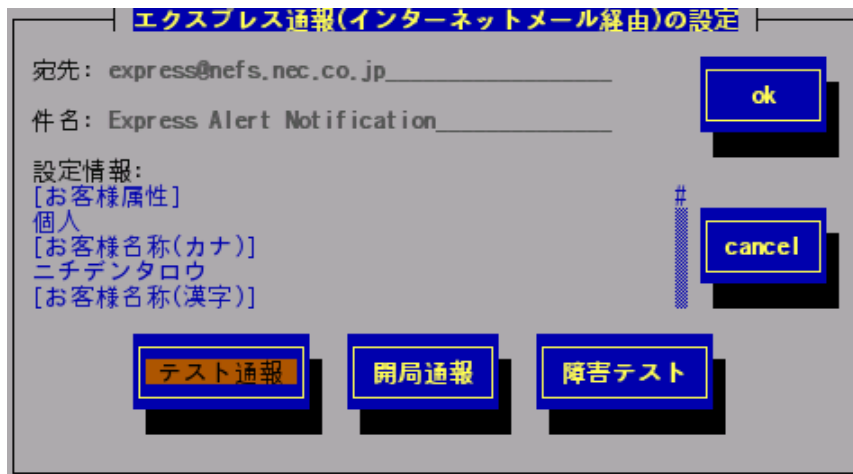 エクスプレス通報(インターネットメール経由)の設定
宛先: express@nefs.nec.co.jp_________________
件名: Express Alert Notification_____________
ok
設定情報:
[お客様属性]
個人
[お客様名称(カナ)]
ニチデンタロウ
[お客様名称(漢字)]
#
cancel
テスト通報
開局通報
障害テスト